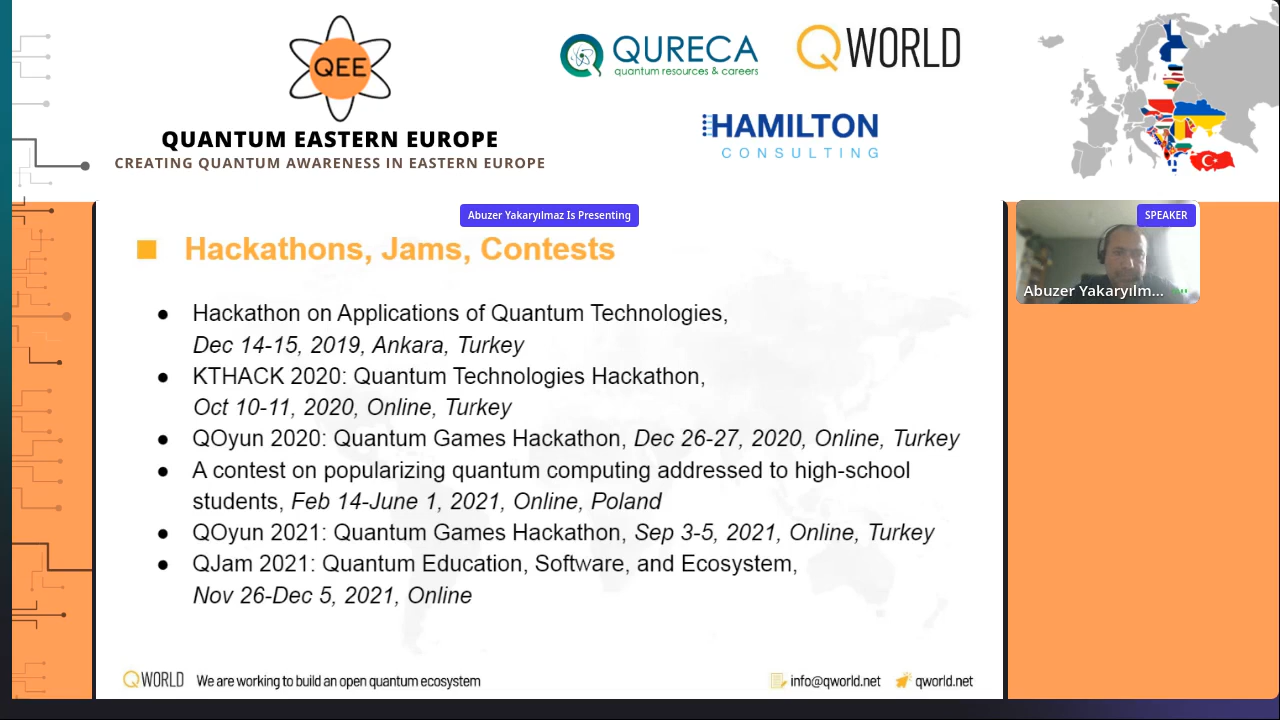 QEE
QUANTUM EASTERN EUROPE
CREATING QUANTUM AWARENESS IN EASTERN EUROPE
QURECA
quantum resources & careers
QWORLD
HAMILTON
CONSULTING
Abuzer Yakaryılmaz Is Presenting
SPEAKER
Abuzer Yakarıylm...
Hackathons, Jams, Contests
● Hackathon on Applications of Quantum Technologies,
Dec 14-15, 2019, Ankara, Turkey
● KTHACK 2020: Quantum Technologies Hackathon,
Oct 10-11, 2020, Online, Turkey
● QOyun 2020: Quantum Games Hackathon, Dec 26-27, 2020, Online, Turkey
● A contest on popularizing quantum computing addressed to high-school
students, Feb 14-June 1, 2021, Online, Poland
● QOyun 2021: Quantum Games Hackathon, Sep 3-5, 2021, Online, Turkey
● QJam 2021: Quantum Education, Software, and Ecosystem,
Nov 26-Dec 5, 2021, Online
QWORLD We are working to build an open quantum ecosystem
info@qworld.net qworld.net